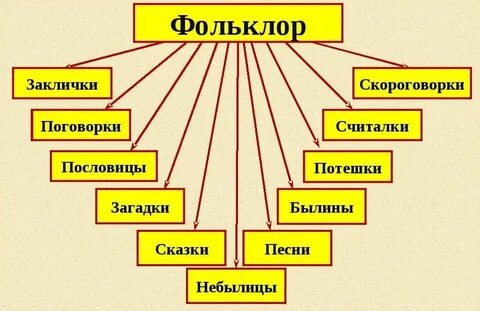 Фольклор
Заклички
Скороговорки
Поговорки
Считалки
Пословицы
Потешки
Загадки
Былины
Сказки
Песни
Небылицы